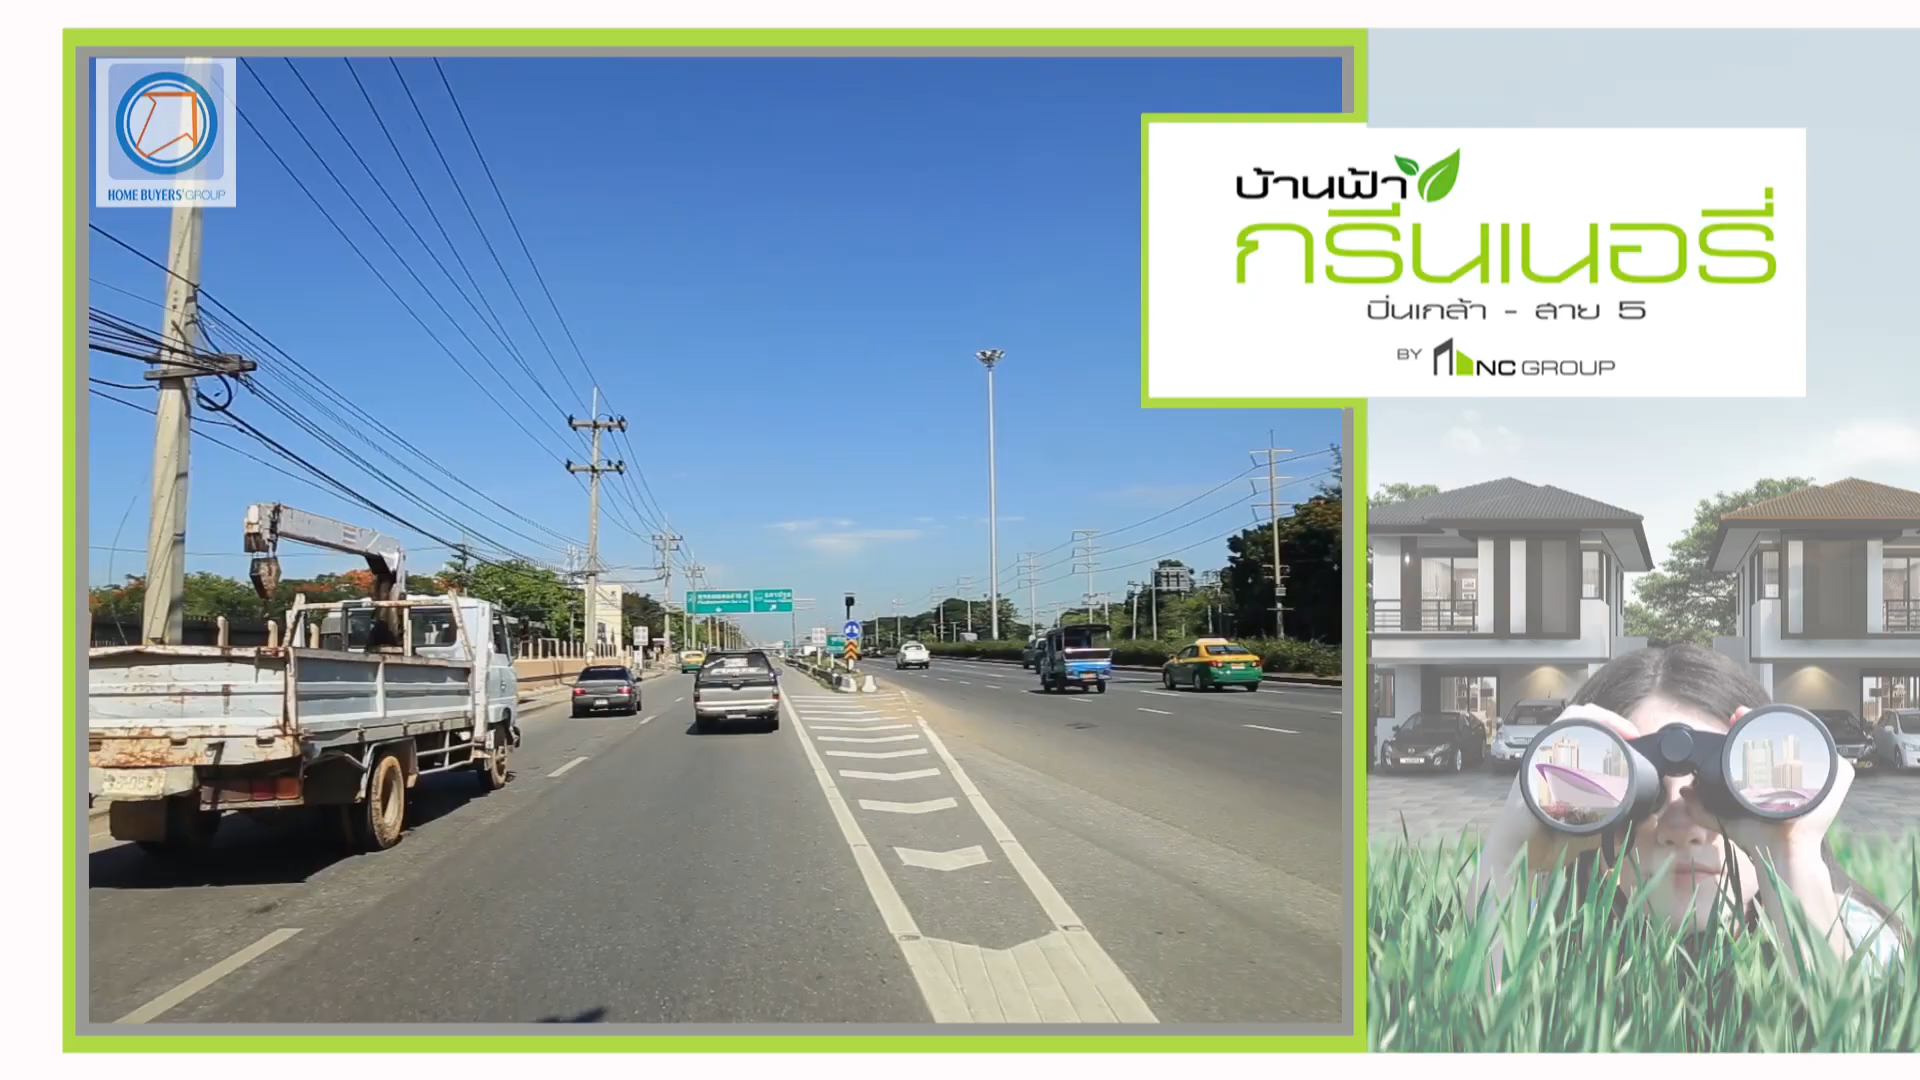 HOME BUYERS' GROUP
บ้านฟ้า
กรีนเนอรี่
ปิ่นเกล้า - สาย 5
BY NC GROUP